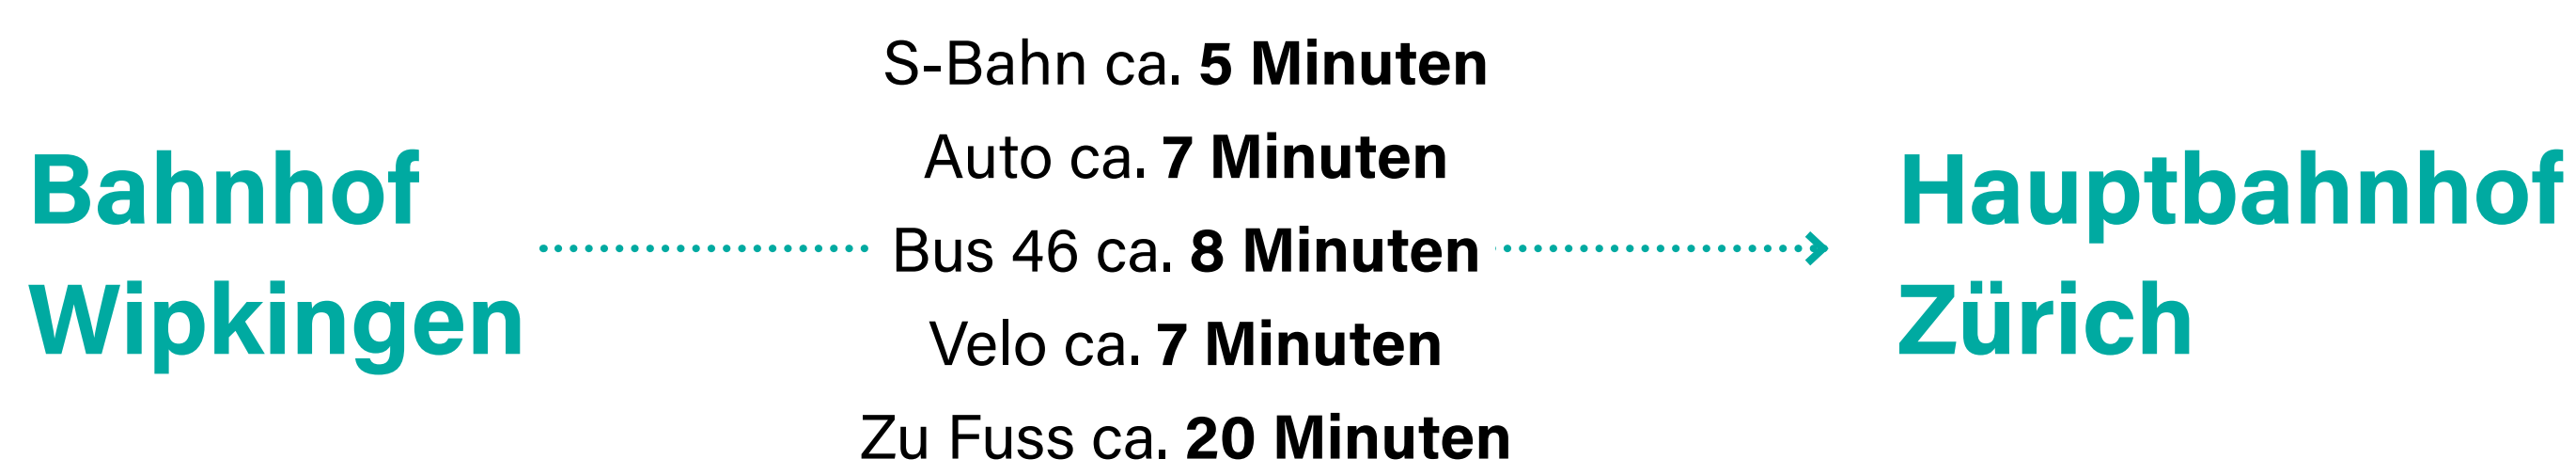 Bahnhof
Wipkingen
S-Bahn ca. 5 Minuten
Auto ca. 7 Minuten
Bus 46 ca. 8 Minuten
Velo ca. 7 Minuten
Zu Fuss ca. 20 Minuten
Hauptbahnhof
Zürich